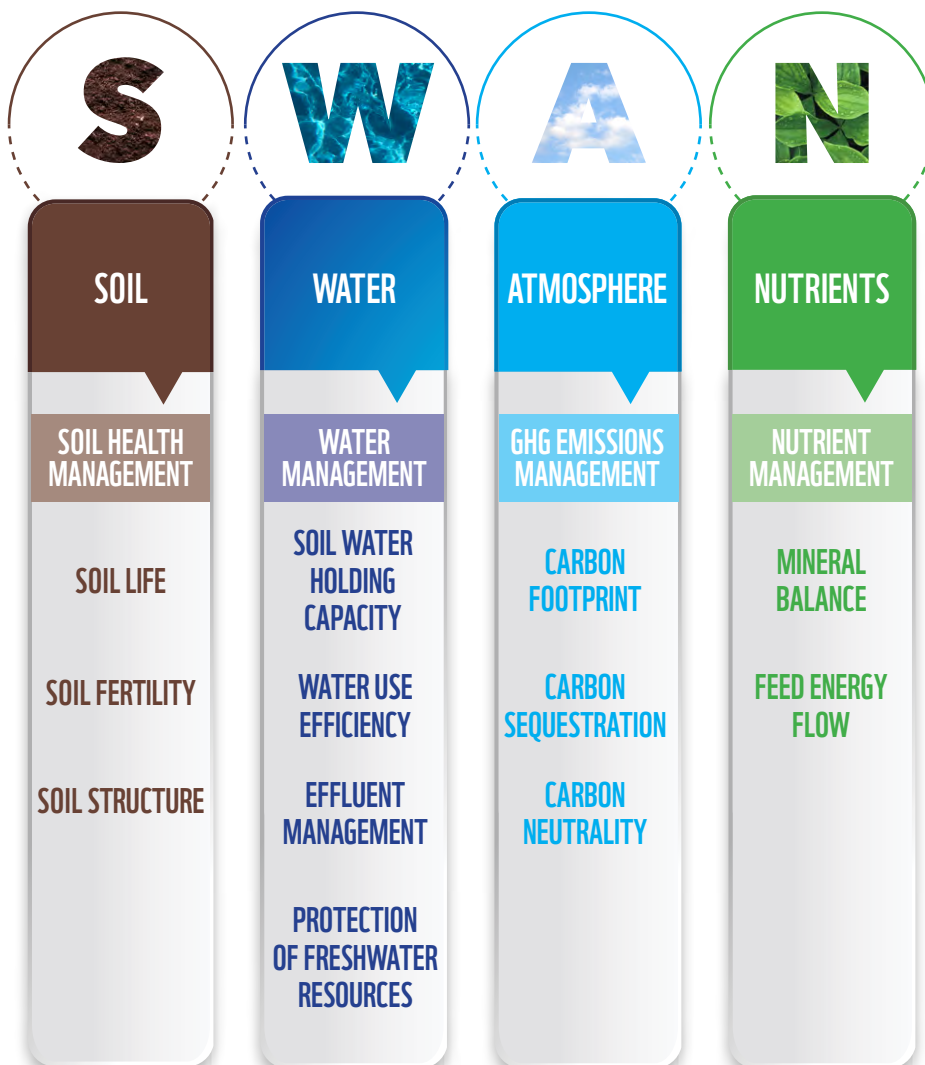 S
W
A
N
SOIL
WATER
ATMOSPHERE
NUTRIENTS
SOIL HEALTH
MANAGEMENT
WATER
MANAGEMENT
GHG EMISSIONS
MANAGEMENT
NUTRIENT
MANAGEMENT
SOIL LIFE
SOIL FERTILITY
SOIL STRUCTURE
SOIL WATER
HOLDING
CAPACITY
WATER USE
EFFICIENCY
EFFLUENT
MANAGEMENT
PROTECTION
OF FRESHWATER
RESOURCES
CARBON
FOOTPRINT
CARBON
SEQUESTRATION
CARBON
NEUTRALITY
MINERAL
BALANCE
FEED ENERGY
FLOW